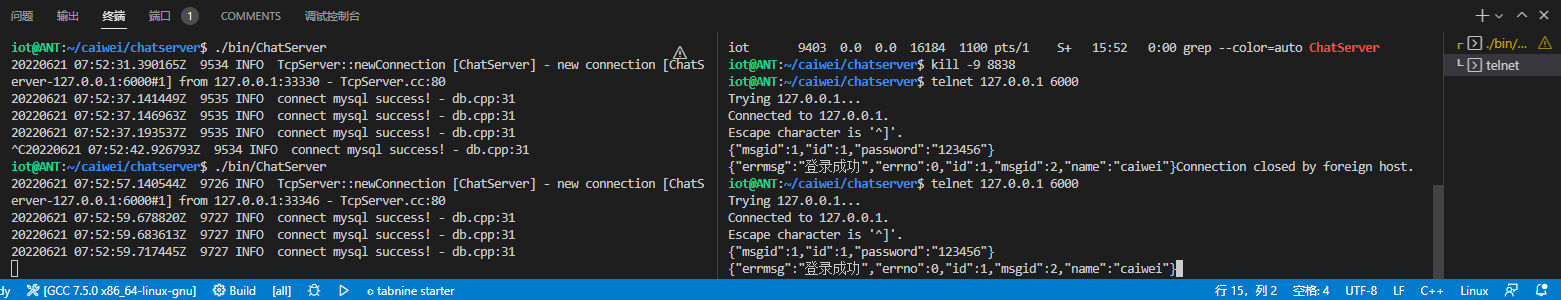 问题 输出 终端 端口 1 COMMENTS 调试控制台
iot@ANT:~/caiwei/chatserver$ ./bin/ChatServer
20220621 07:52:31.390165Z  9534 INFO  TcpServer::newConnection [ChatServer] - new connection [ChatS
erver-127.0.0.1:6000#1] from 127.0.0.1:33330 - TcpServer.cc:80
20220621 07:52:37.141449Z  9535 INFO  connect mysql success! - db.cpp:31
20220621 07:52:37.146963Z  9535 INFO  connect mysql success! - db.cpp:31
20220621 07:52:37.193537Z  9535 INFO  connect mysql success! - db.cpp:31
^C20220621 07:52:42.926793Z  9534 INFO  connect mysql success! - db.cpp:31
iot@ANT:~/caiwei/chatserver$ ./bin/ChatServer
20220621 07:52:57.140544Z  9726 INFO  TcpServer::newConnection [ChatServer] - new connection [ChatS
erver-127.0.0.1:6000#1] from 127.0.0.1:33346 - TcpServer.cc:80
20220621 07:52:59.678820Z  9727 INFO  connect mysql success! - db.cpp:31
20220621 07:52:59.683613Z  9727 INFO  connect mysql success! - db.cpp:31
20220621 07:52:59.717445Z  9727 INFO  connect mysql success! - db.cpp:31
iot       9403  0.0  0.0  16184  1100 pts/1    S+   15:52   0:00 grep --color=auto ChatServer
iot@ANT:~/caiwei/chatserver$ kill -9 8838
iot@ANT:~/caiwei/chatserver$ telnet 127.0.0.1 6000
Trying 127.0.0.1...
Connected to 127.0.0.1.
Escape character is '^]'.
{"msgid":1,"id":1,"password":"123456"}
{"errmsg":"登录成功","errno":0,"id":1,"msgid":2,"name":"caiwei"}Connection closed by foreign host.
iot@ANT:~/caiwei/chatserver$ telnet 127.0.0.1 6000
Trying 127.0.0.1...
Connected to 127.0.0.1.
Escape character is '^]'.
{"msgid":1,"id":1,"password":"123456"}
{"errmsg":"登录成功","errno":0,"id":1,"msgid":2,"name":"caiwei"}
./bin/...
telnet
dy [GCC 7.5.0 x86_64-linux-gnu] Build [all] tabnine starter 行 15，列 2 空格: 4 UTF-8 LF C++ Linux